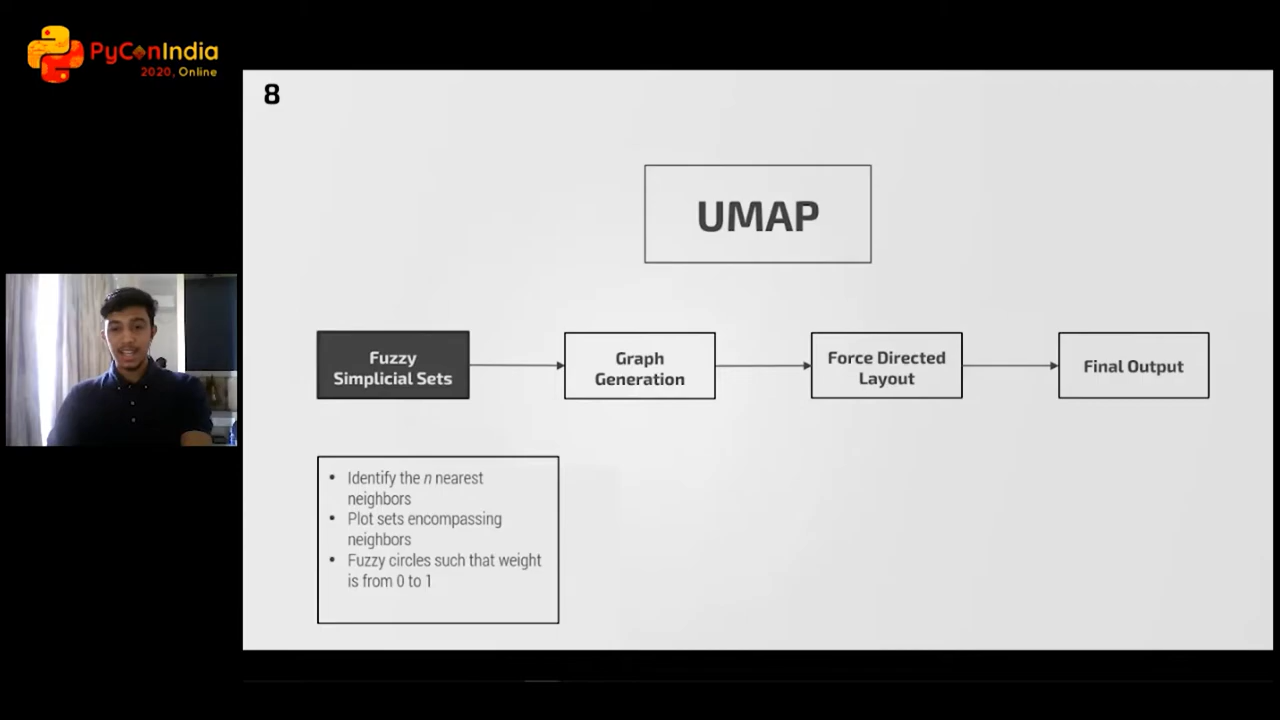 PyConIndia
2020, Online
8
UMAP
Fuzzy
Simplicial Sets
Graph
Generation
Force Directed
Layout
Final Output
• Identify the n nearest
neighbors
• Plot sets encompassing
neighbors
• Fuzzy circles such that weight
is from 0 to 1